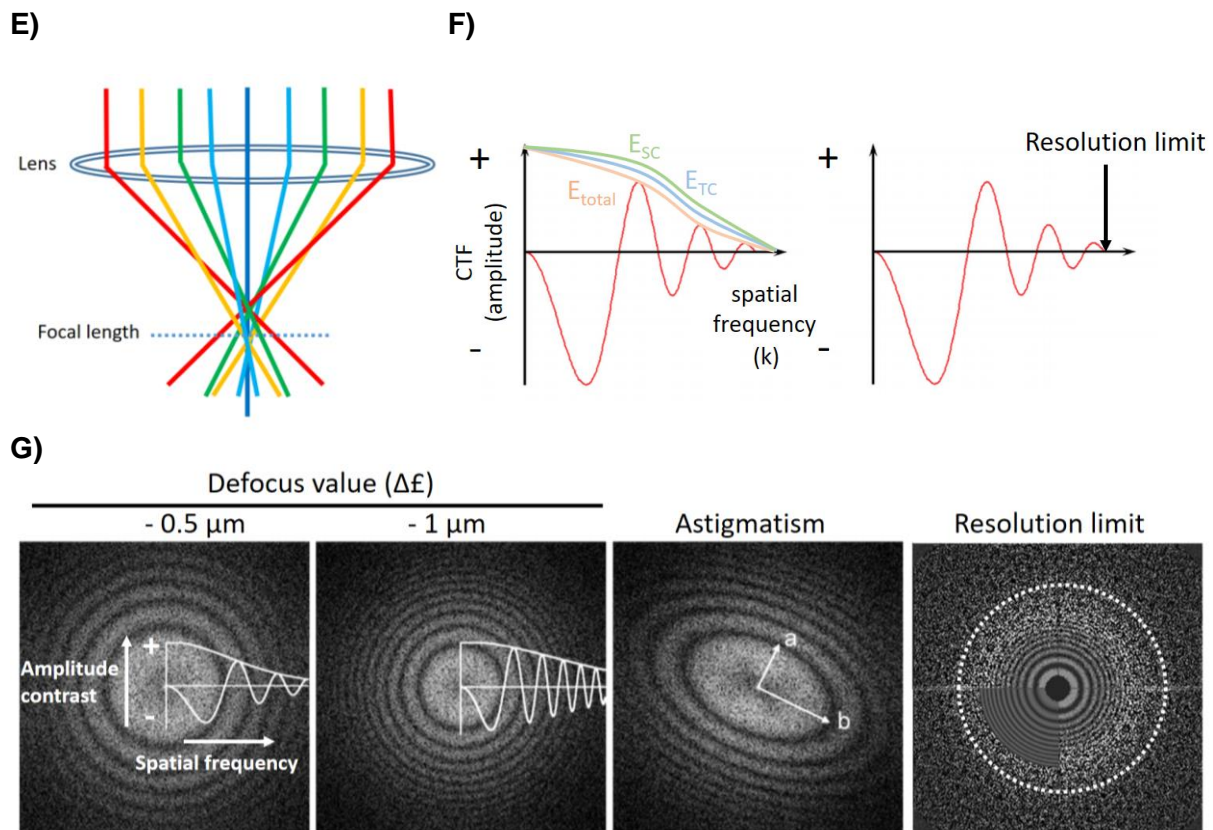 E)
F)
Lens
Focal length
+
CTF
(amplitude)
-
E_SC
E_TC
E_total
spatial
frequency
(k)
+
-
Resolution limit
G)
Defocus value (Δ£)
- 0.5 µm
- 1 µm
Astigmatism
Resolution limit
+
Amplitude
contrast
-
Spatial frequency
a
b